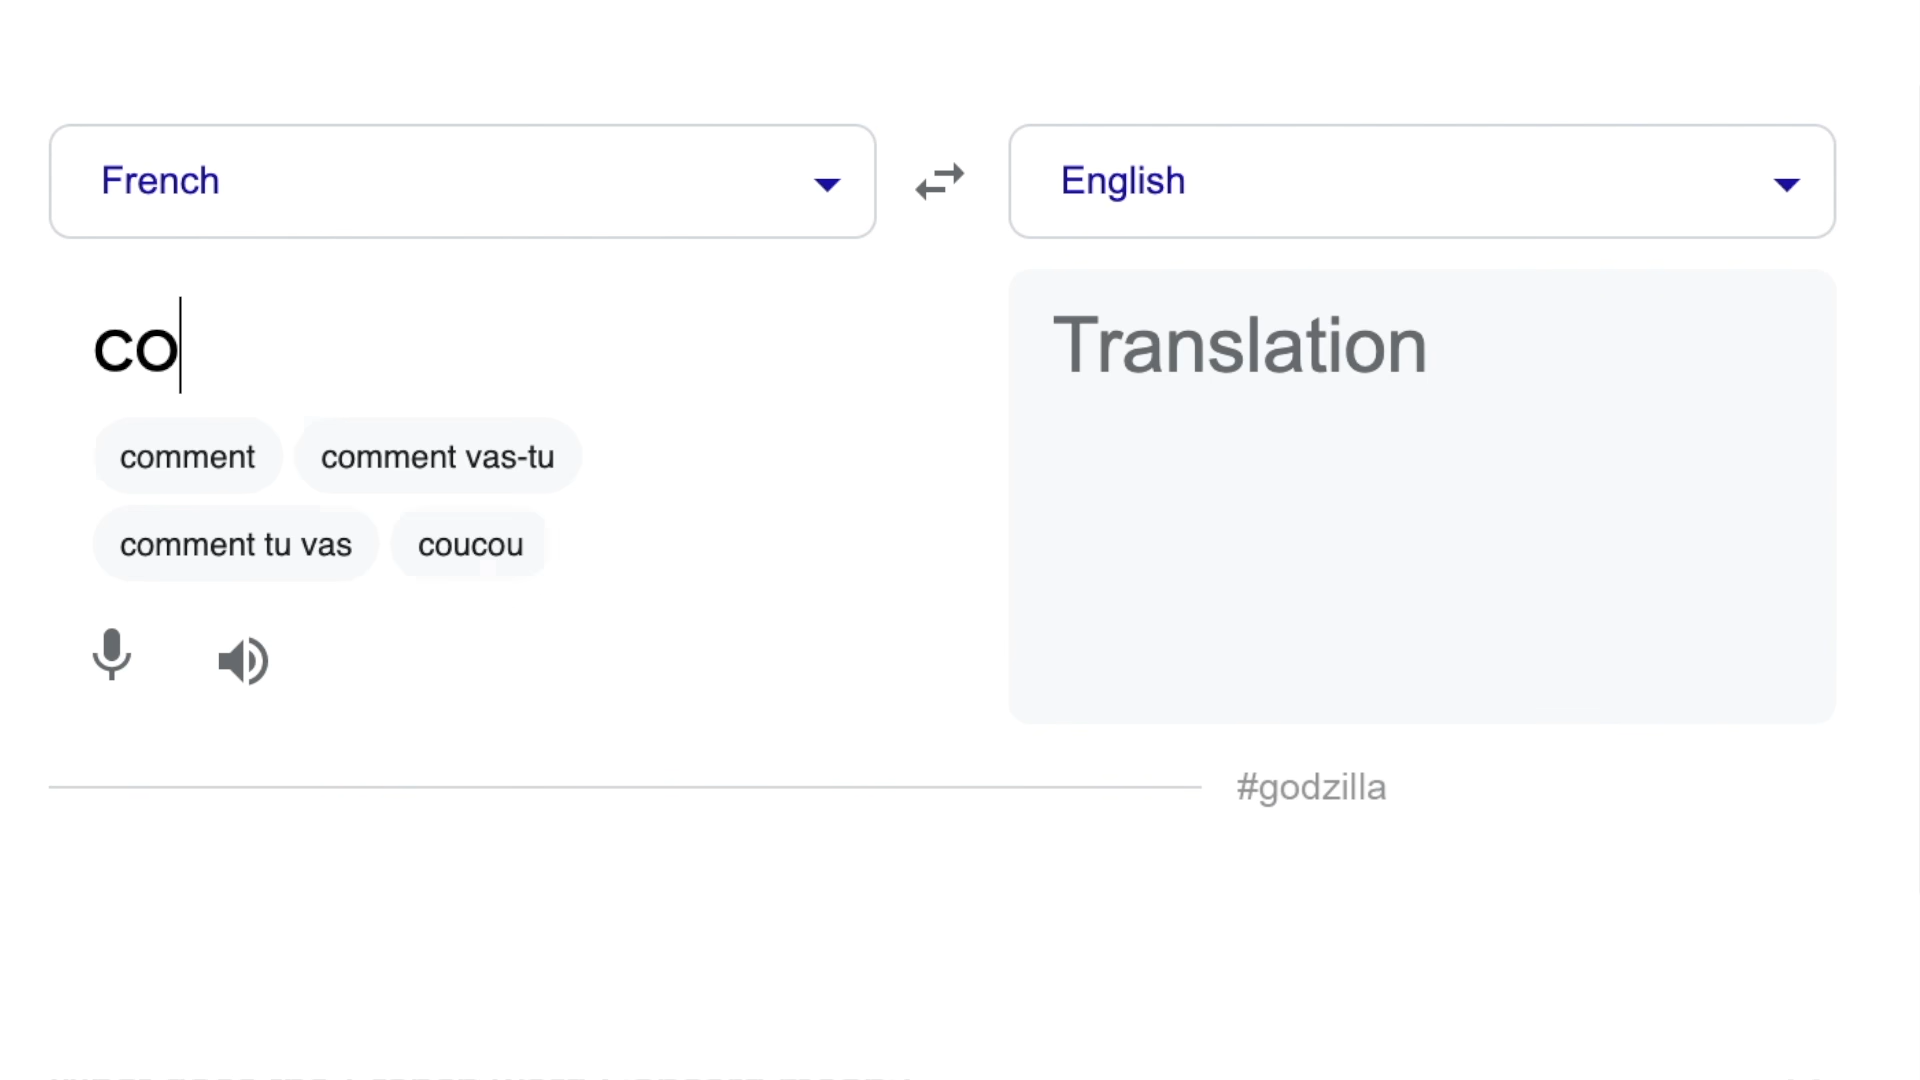 French English
co
Translation
comment comment vas-tu
comment tu vas coucou
#godzilla